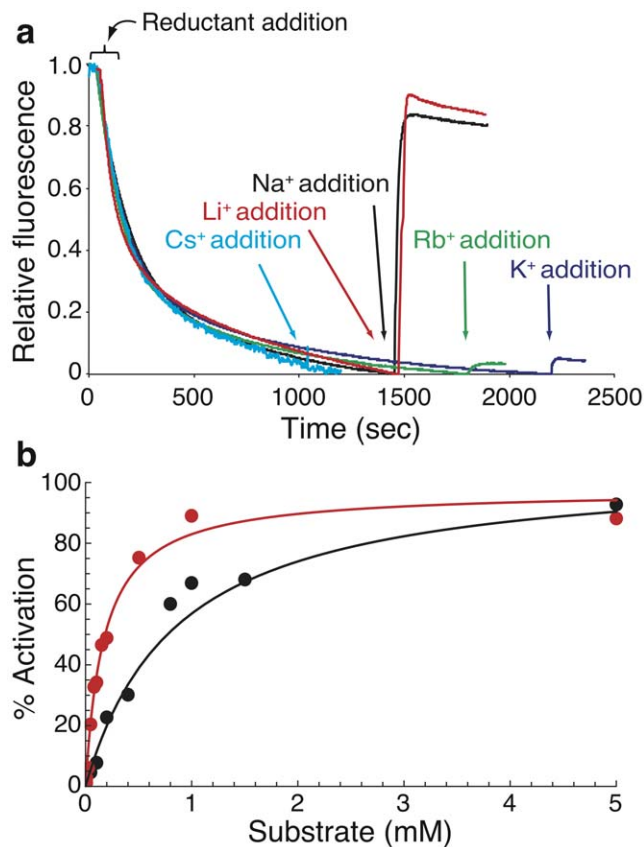 a
Reductant addition
Relative fluorescence
1.0
0.8
0.6
0.4
0.2
0
Na⁺ addition
Li⁺ addition
Cs⁺ addition
Rb⁺ addition
K⁺ addition
0 500 1000 1500 2000 2500
Time (sec)
b
% Activation
100
80
60
40
20
0
0 1 2 3 4 5
Substrate (mM)